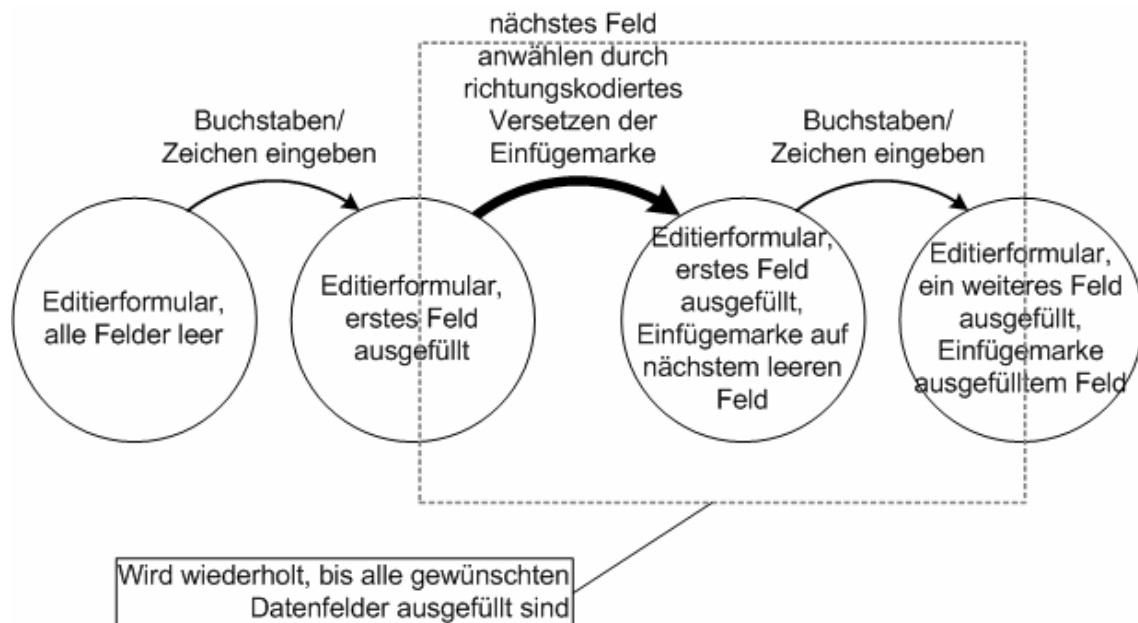 nächstes Feld
anwählen durch
richtungskodiertes
Versetzen der
Einfügemarke
Buchstaben/
Zeichen eingeben
Buchstaben/
Zeichen eingeben
Editierformular,
alle Felder leer
Editierformular,
erstes Feld
ausgefüllt
Editierformular,
erstes Feld
ausgefüllt,
Einfügemarke auf
nächstem leeren
Feld
Editierformular,
ein weiteres Feld
ausgefüllt,
Einfügemarke
ausgefülltem Feld
Wird wiederholt, bis alle gewünschten
Datenfelder ausgefüllt sind